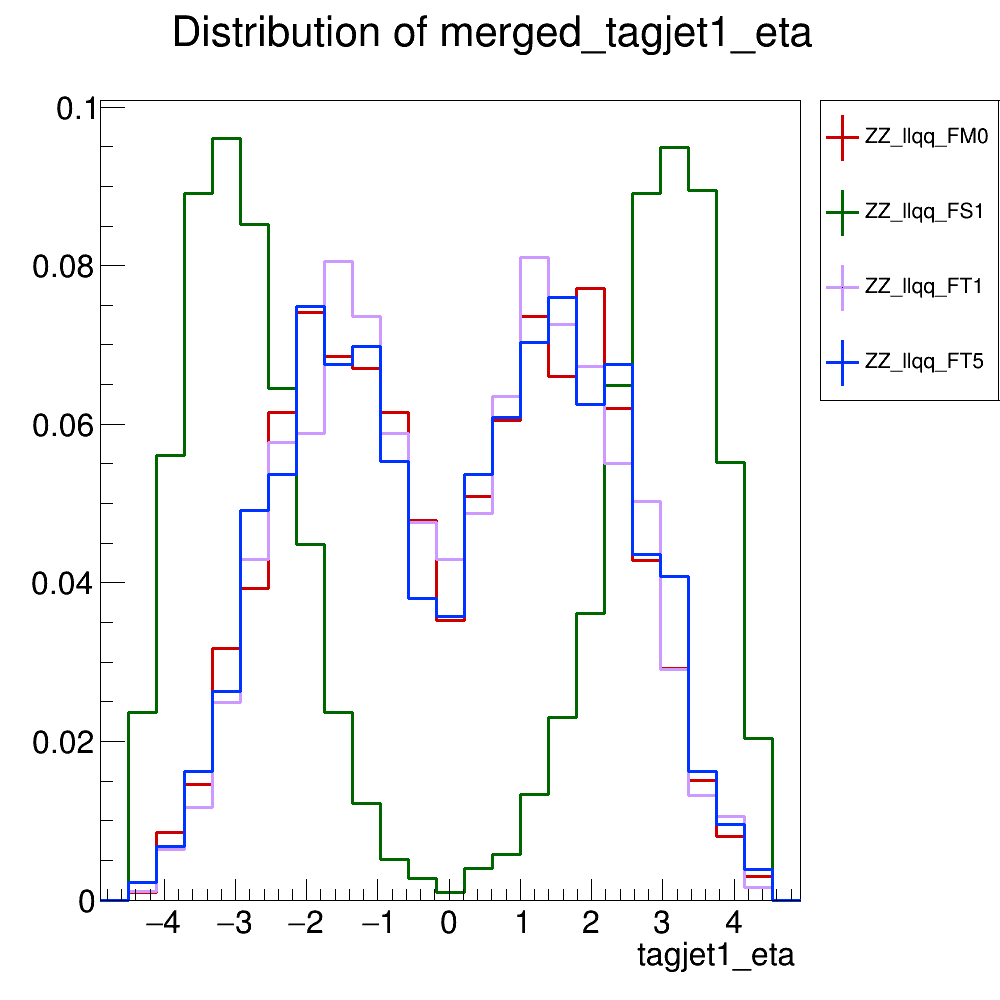 Distribution of merged_tagjet1_eta
0.1
0.08
0.06
0.04
0.02
0
−4 −3 −2 −1 0 1 2 3 4
tagjet1_eta
ZZ_llqq_FM0
ZZ_llqq_FS1
ZZ_llqq_FT1
ZZ_llqq_FT5